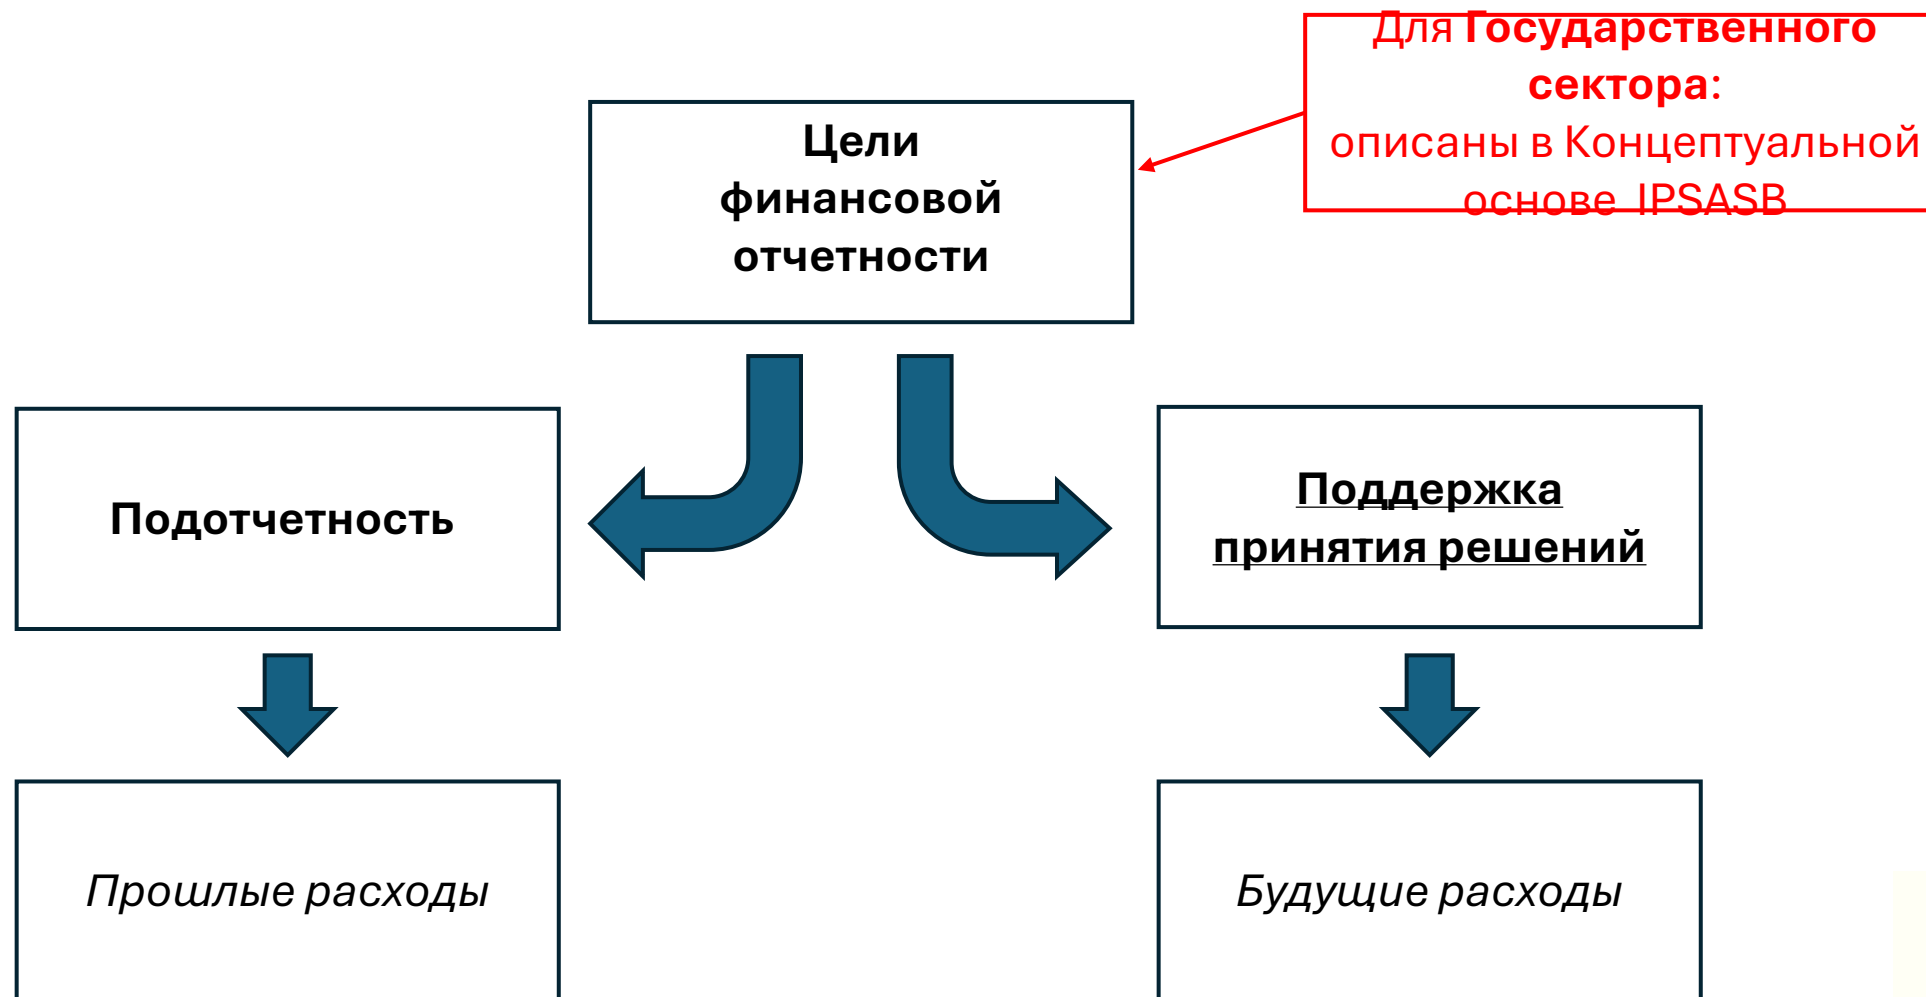 Для Государственного
сектора:
описаны в Концептуальной
основе IPSASB
Цели
финансовой
отчетности
Подотчетность
Поддержка
принятия решений
Прошлые расходы
Будущие расходы